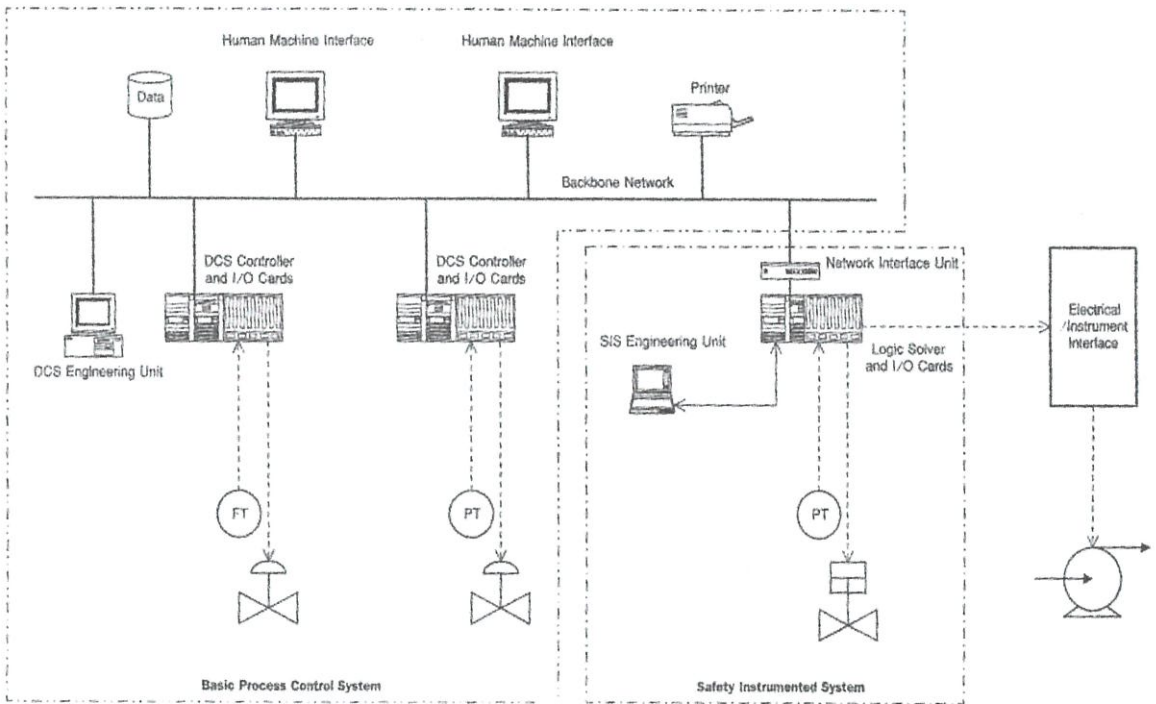 Human Machine Interface
Human Machine Interface
Data
Printer
Backbone Network
DCS Controller
and I/O Cards
DCS Controller
and I/O Cards
Network Interface Unit
Electrical
/Instrument
Interface
DCS Engineering Unit
SIS Engineering Unit
Logic Solver
and I/O Cards
FT
PT
PT
Basic Process Control System
Safety Instrumented System